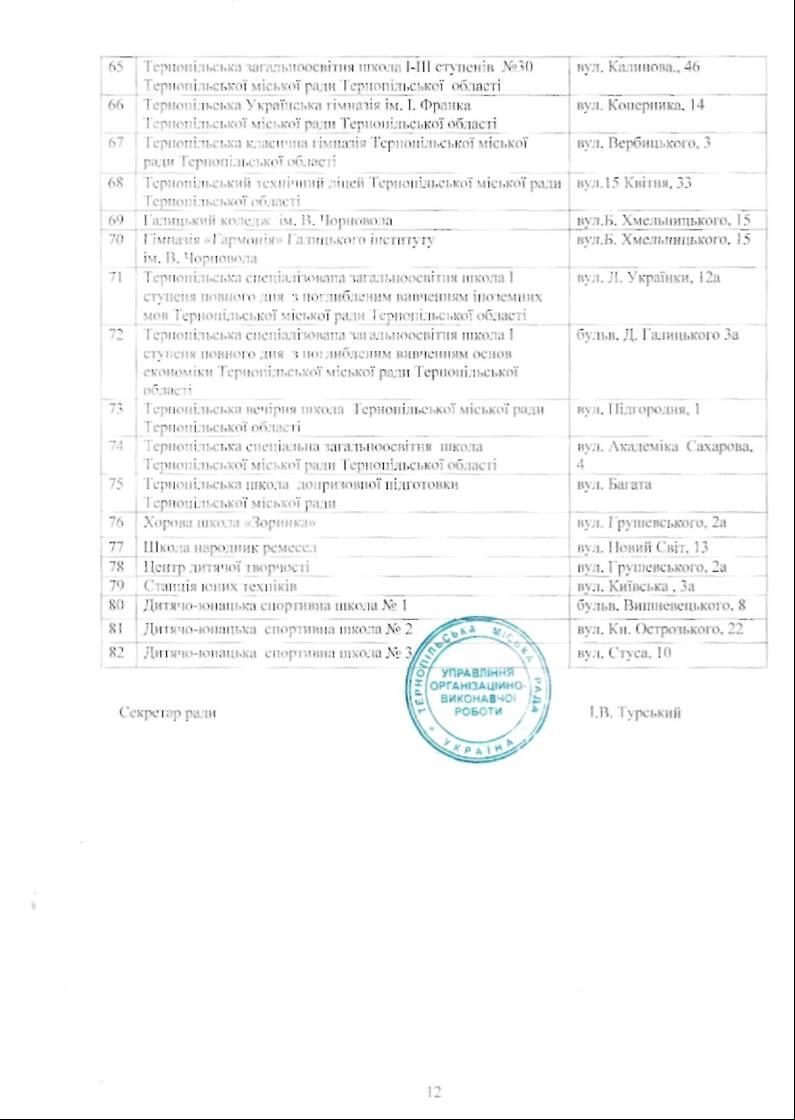 65 Тернопільська загальноосвітня школа І-ІІІ ступенів №30 вул. Калинова., 46
Тернопільської міської ради Тернопільської області
66 Тернопільська Українська гімназія ім. І. Франка вул. Коперника, 14
Тернопільської міської ради Тернопільської області
67 Тернопільська класична гімназія Тернопільської міської вул. Вербицького, 3
ради Тернопільської області
68 Тернопільський технічний ліцей Тернопільської міської ради вул.15 Квітня, 33
Тернопільської області
69 Галицький коледж ім. В. Чорновола вул.Б. Хмельницького, 15
70 Гімназія «Гармонія» Галицького інституту вул.Б. Хмельницького, 15
ім. В. Чорновола
71 Тернопільська спеціалізована загальноосвітня школа І вул. Л. Українки, 12а
ступеня повного дня з поглибленим вивченням іноземних
мов Тернопільської міської ради Тернопільської області
72 Тернопільська спеціалізована загальноосвітня школа І бульв. Д. Галицького 3а
ступеня повного дня з поглибленим вивченням основ
економіки Тернопільської міської ради Тернопільської
області
73 Тернопільська вечірня школа Тернопільської міської ради вул. Підгородня, 1
Тернопільської області
74 Тернопільська спеціальна загальноосвітня школа вул. Академіка Сахарова,
Тернопільської міської ради Тернопільської області 4
75 Тернопільська школа допризовної підготовки вул. Багата
Тернопільської міської ради
76 Хорова школа «Зоринка» вул. Грушевського, 2а
77 Школа народник ремесел вул. Новий Світ, 13
78 Центр дитячої творчості вул. Грушевського, 2а
79 Станція юних техніків вул. Київська , 3а
80 Дитячо-юнацька спортивна школа № 1 бульв. Вишневецького, 8
81 Дитячо-юнацька спортивна школа № 2 вул. Кн. Острозького, 22
82 Дитячо-юнацька спортивна школа № 3 вул. Стуса, 10
ТЕРНОПІЛЬСЬКА МІСЬКА РАДА
УПРАВЛІННЯ
ОРГАНІЗАЦІЙНО-
ВИКОНАВЧОЇ
РОБОТИ
* УКРАЇНА *
Секретар ради І.В. Турський
12